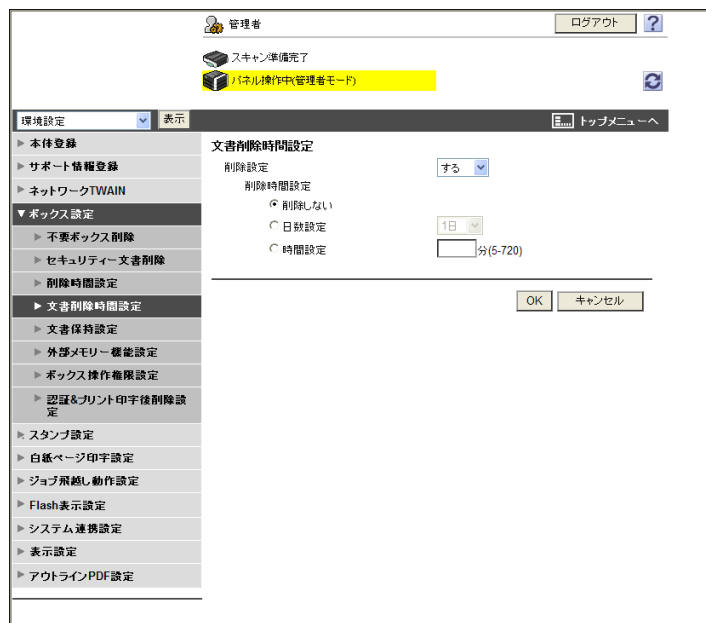 管理者
ログアウト
?
スキャン準備完了
パネル操作中(管理者モード)
環境設定
表示
トップメニューへ
本体登録
サポート情報登録
ネットワークTWAIN
ボックス設定
不要ボックス削除
セキュリティー文書削除
削除時間設定
文書削除時間設定
文書保持設定
外部メモリー機能設定
ボックス操作権限設定
認証&プリント印字後削除設
定
スタンプ設定
白紙ページ印字設定
ジョブ飛越し動作設定
Flash表示設定
システム連携設定
表示設定
アウトラインPDF設定
文書削除時間設定
削除設定
する
削除時間設定
削除しない
日数設定
1日
時間設定
分(5-720)
OK
キャンセル